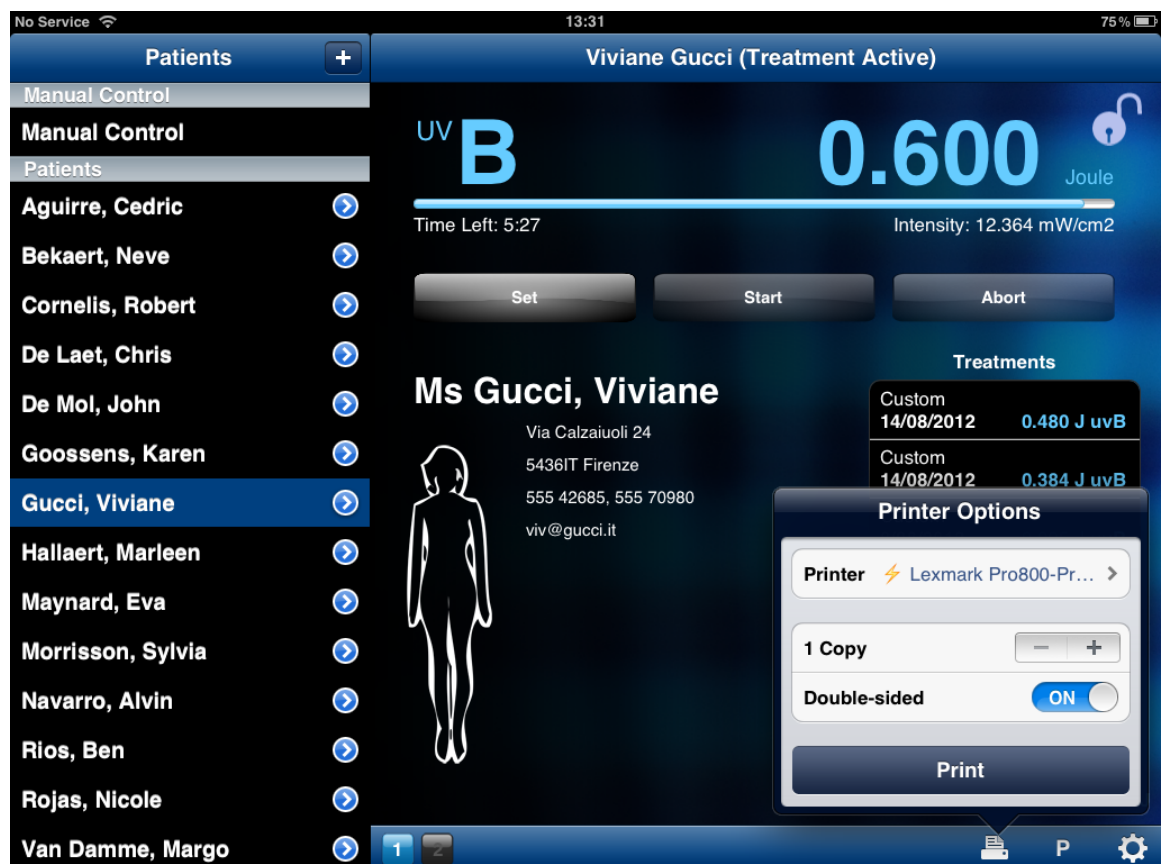 No Service 13:31 75%
Patients +
Viviane Gucci (Treatment Active)
Manual Control
Manual Control
Patients
Aguirre, Cedric
Bekaert, Neve
Cornelis, Robert
De Laet, Chris
De Mol, John
Goossens, Karen
Gucci, Viviane
Hallaert, Marleen
Maynard, Eva
Morrisson, Sylvia
Navarro, Alvin
Rios, Ben
Rojas, Nicole
Van Damme, Margo
UV B 0.600 Joule
Time Left: 5:27 Intensity: 12.364 mW/cm2
Set Start Abort
Ms Gucci, Viviane
Via Calzaiuoli 24
5436IT Firenze
555 42685, 555 70980
viv@gucci.it
Treatments
Custom
14/08/2012 0.480 J uvB
Custom
14/08/2012 0.384 J uvB
Printer Options
Printer Lexmark Pro800-Pr...
1 Copy − +
Double-sided ON
Print
1 2 P